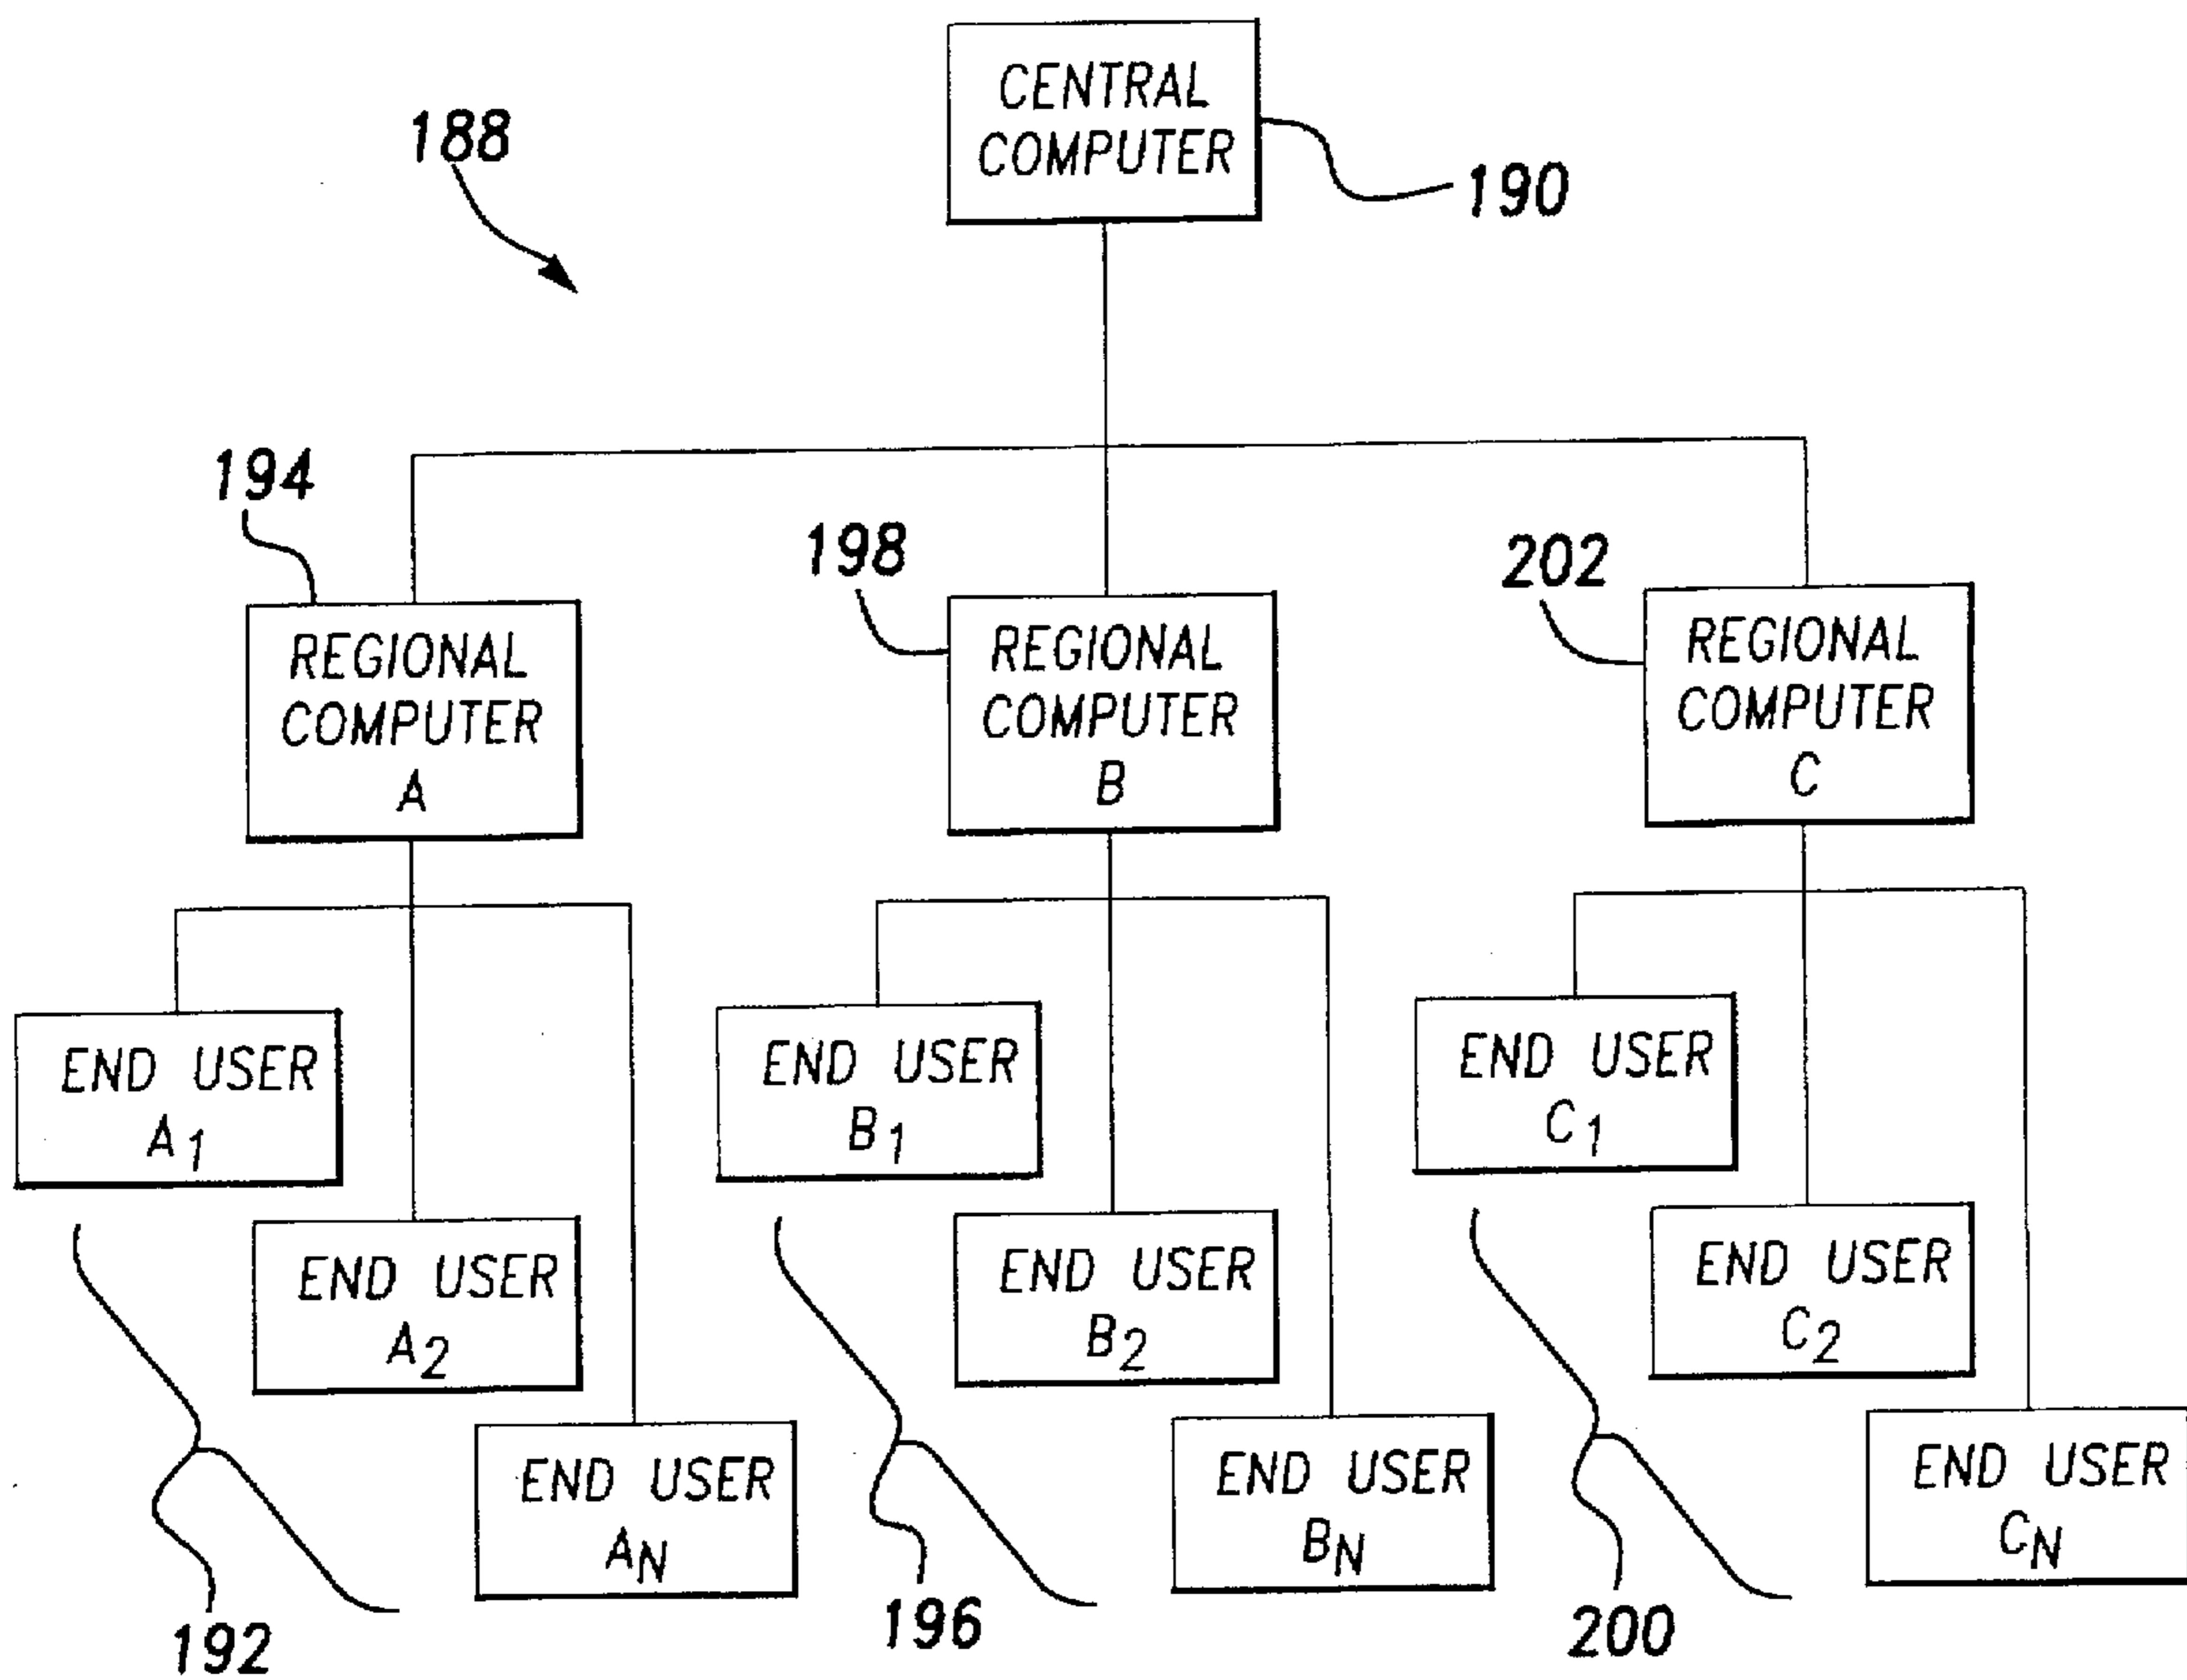 CENTRAL
COMPUTER
188
190
194
198
202
REGIONAL
COMPUTER
A
REGIONAL
COMPUTER
B
REGIONAL
COMPUTER
C
END USER
A1
END USER
B1
END USER
C1
END USER
A2
END USER
B2
END USER
C2
END USER
AN
END USER
BN
END USER
CN
192
196
200